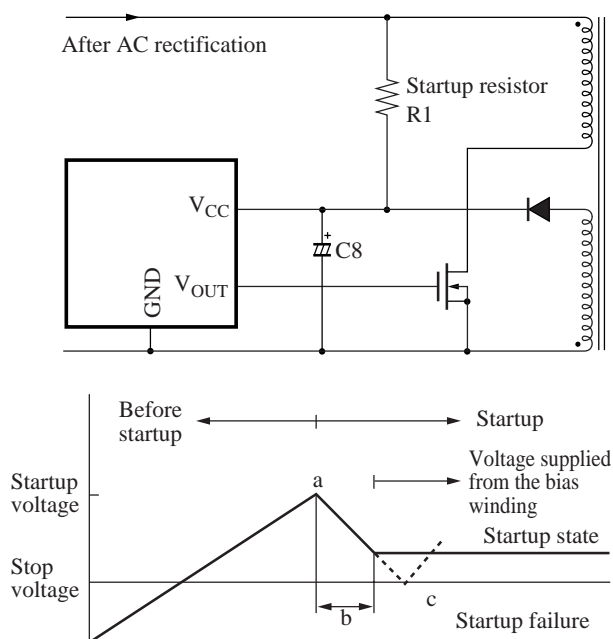 After AC rectification
Startup resistor
R1
VCC
C8
+
VOUT
GND
Before
startup
Startup
Startup
voltage
a
Voltage supplied
from the bias
winding
Startup state
Stop
voltage
b
c
Startup failure